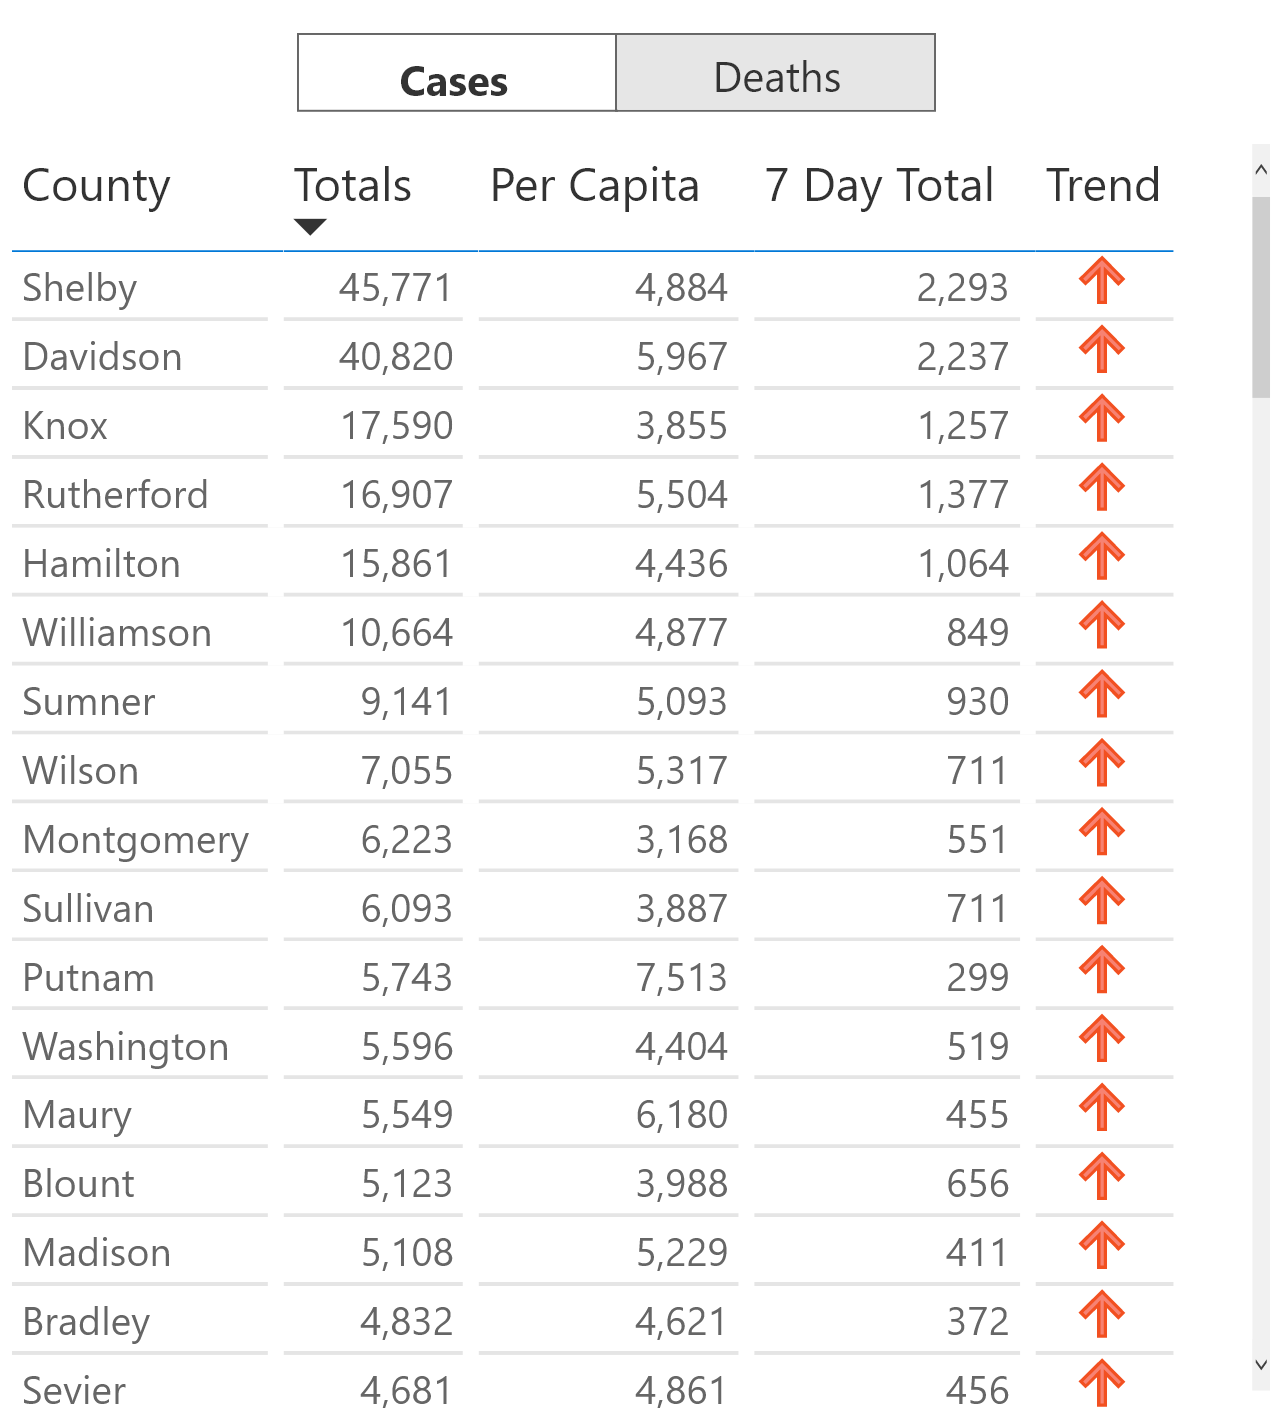 Cases Deaths
County Totals Per Capita 7 Day Total Trend
Shelby 45,771 4,884 2,293
Davidson 40,820 5,967 2,237
Knox 17,590 3,855 1,257
Rutherford 16,907 5,504 1,377
Hamilton 15,861 4,436 1,064
Williamson 10,664 4,877 849
Sumner 9,141 5,093 930
Wilson 7,055 5,317 711
Montgomery 6,223 3,168 551
Sullivan 6,093 3,887 711
Putnam 5,743 7,513 299
Washington 5,596 4,404 519
Maury 5,549 6,180 455
Blount 5,123 3,988 656
Madison 5,108 5,229 411
Bradley 4,832 4,621 372
Sevier 4,681 4,861 456